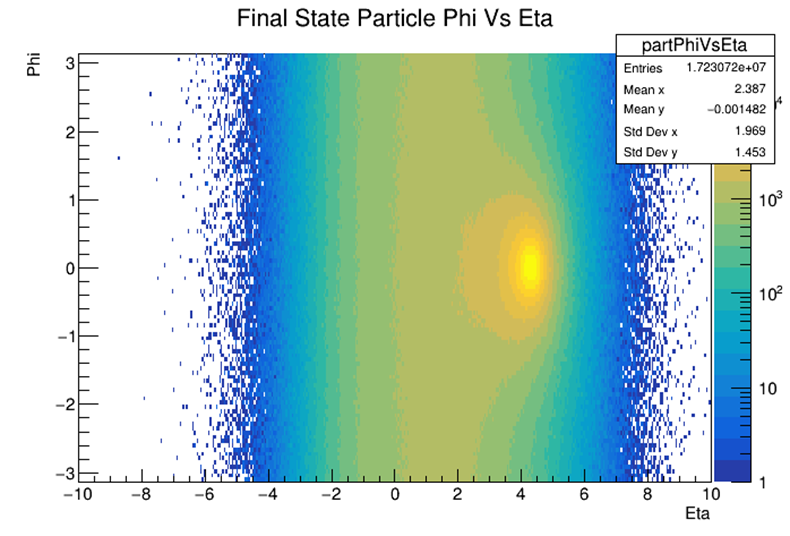 Final State Particle Phi Vs Eta
partPhiVsEta
Entries 1.723072e+07
Mean x 2.387
Mean y −0.001482
Std Dev x 1.969
Std Dev y 1.453
Phi
3
2
1
0
−1
−2
−3
−10 −8 −6 −4 −2 0 2 4 6 8 10
Eta
4
10³
10²
10
1